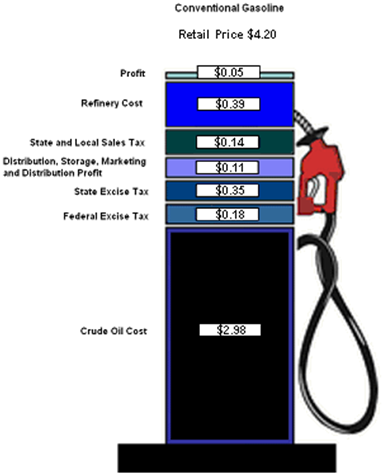 Conventional Gasoline
Retail Price $4.20
Profit $0.05
Refinery Cost $0.39
State and Local Sales Tax $0.14
Distribution, Storage, Marketing
and Distribution Profit $0.11
State Excise Tax $0.35
Federal Excise Tax $0.18
Crude Oil Cost $2.98